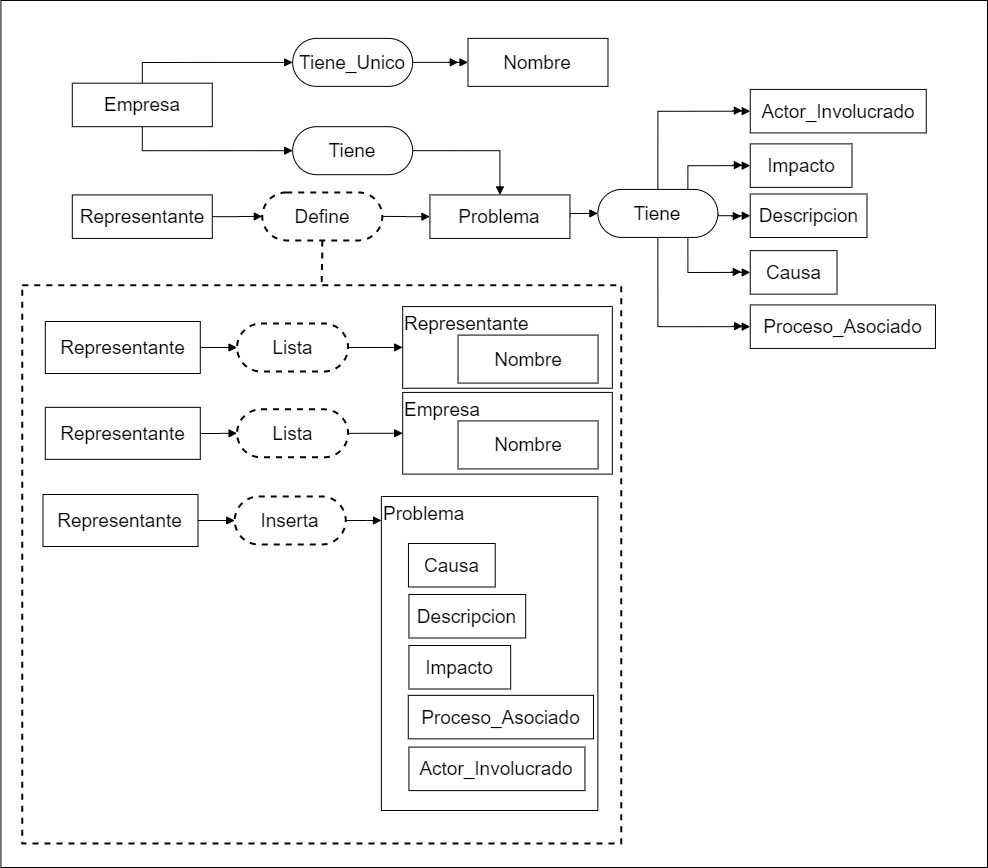 Tiene_Unico
Nombre
Empresa
Tiene
Representante
Define
Problema
Tiene
Actor_Involucrado
Impacto
Descripcion
Causa
Proceso_Asociado
Representante
Lista
Representante
Nombre
Representante
Lista
Empresa
Nombre
Representante
Inserta
Problema
Causa
Descripcion
Impacto
Proceso_Asociado
Actor_Involucrado